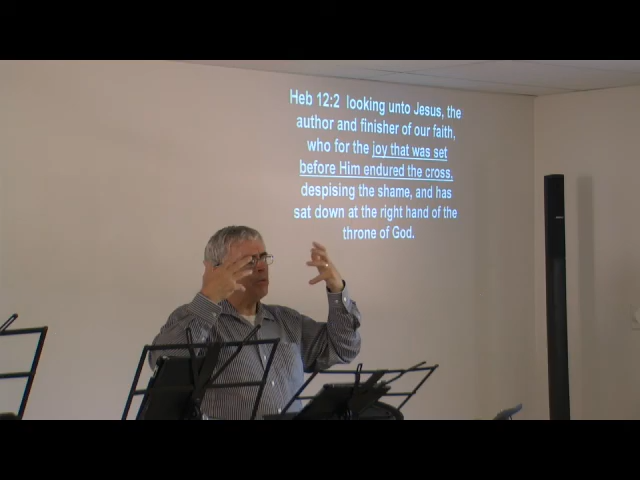 Heb 12:2 looking unto Jesus, the
author and finisher of our faith,
who for the joy that was set
before Him endured the cross,
despising the shame, and has
sat down at the right hand of the
throne of God.